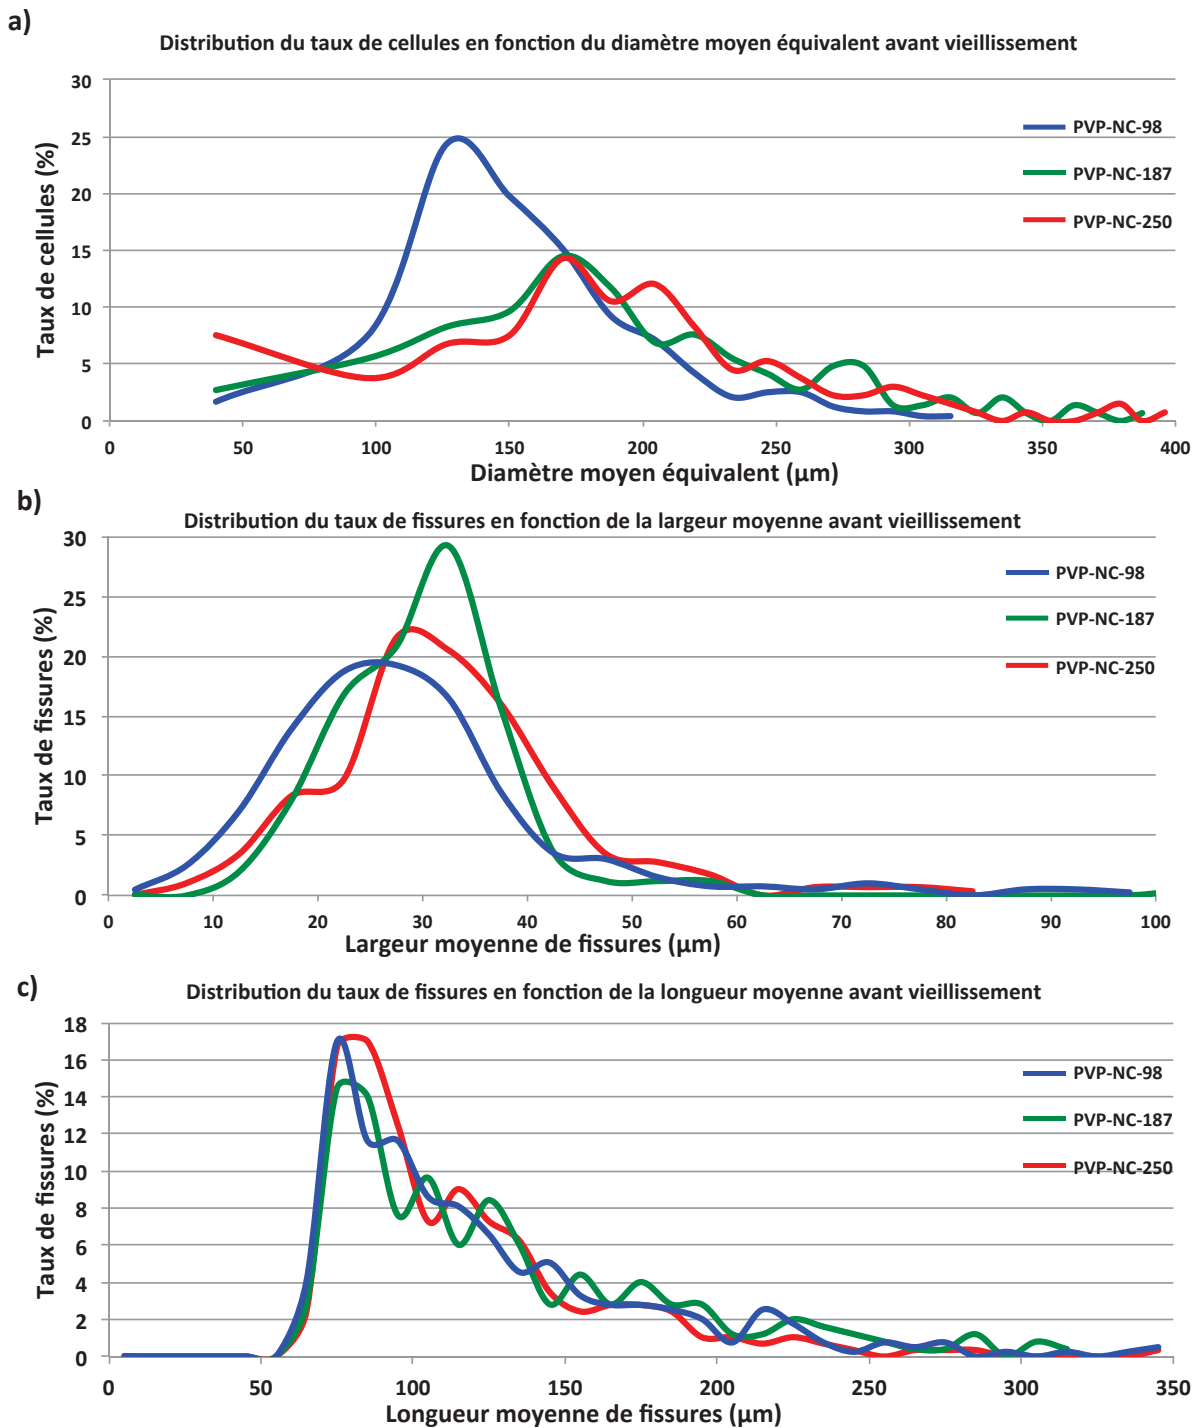 a)
Distribution du taux de cellules en fonction du diamètre moyen équivalent avant vieillissement
Taux de cellules (%)
30
25
20
15
10
5
0
PVP-NC-98
PVP-NC-187
PVP-NC-250
0 50 100 150 200 250 300 350 400
Diamètre moyen équivalent (µm)
b)
Distribution du taux de fissures en fonction de la largeur moyenne avant vieillissement
Taux de fissures (%)
30
25
20
15
10
5
0
PVP-NC-98
PVP-NC-187
PVP-NC-250
0 10 20 30 40 50 60 70 80 90 100
Largeur moyenne de fissures (µm)
c)
Distribution du taux de fissures en fonction de la longueur moyenne avant vieillissement
Taux de fissures (%)
18
16
14
12
10
8
6
4
2
0
PVP-NC-98
PVP-NC-187
PVP-NC-250
0 50 100 150 200 250 300 350
Longueur moyenne de fissures (µm)